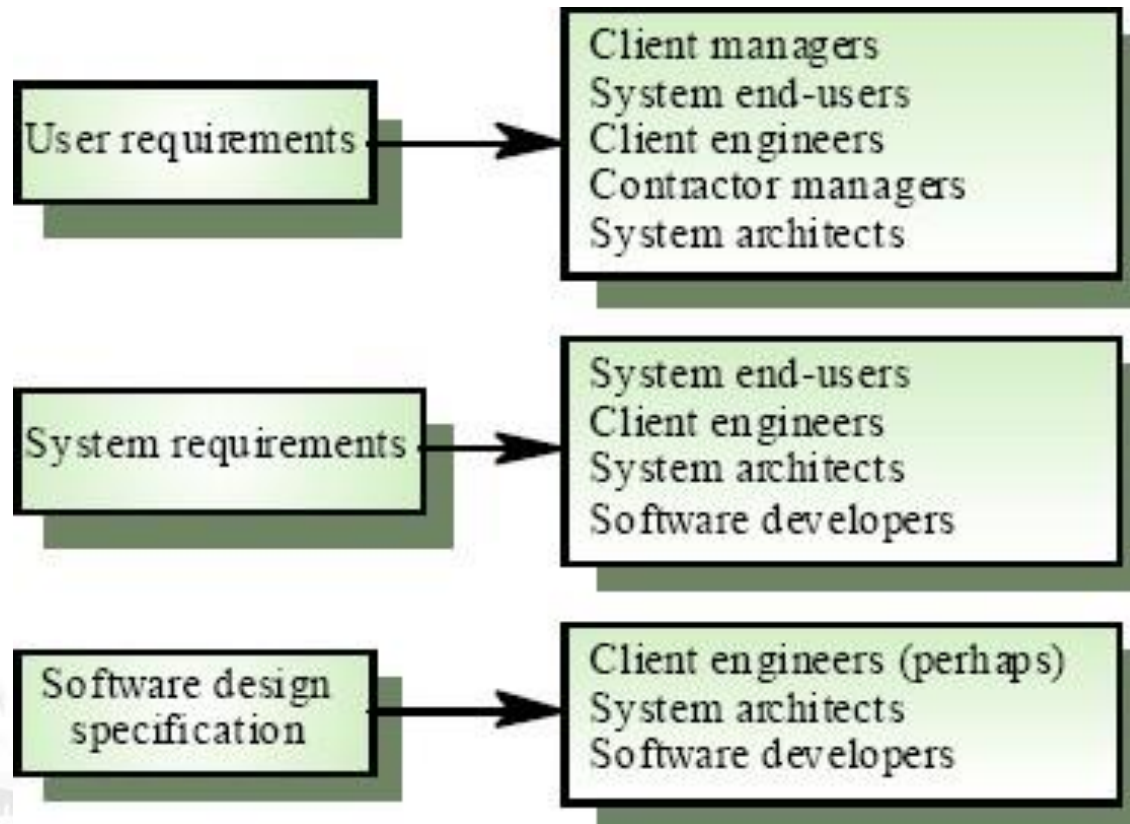 User requirements
Client managers
System end-users
Client engineers
Contractor managers
System architects
System requirements
System end-users
Client engineers
System architects
Software developers
Software design
specification
Client engineers (perhaps)
System architects
Software developers